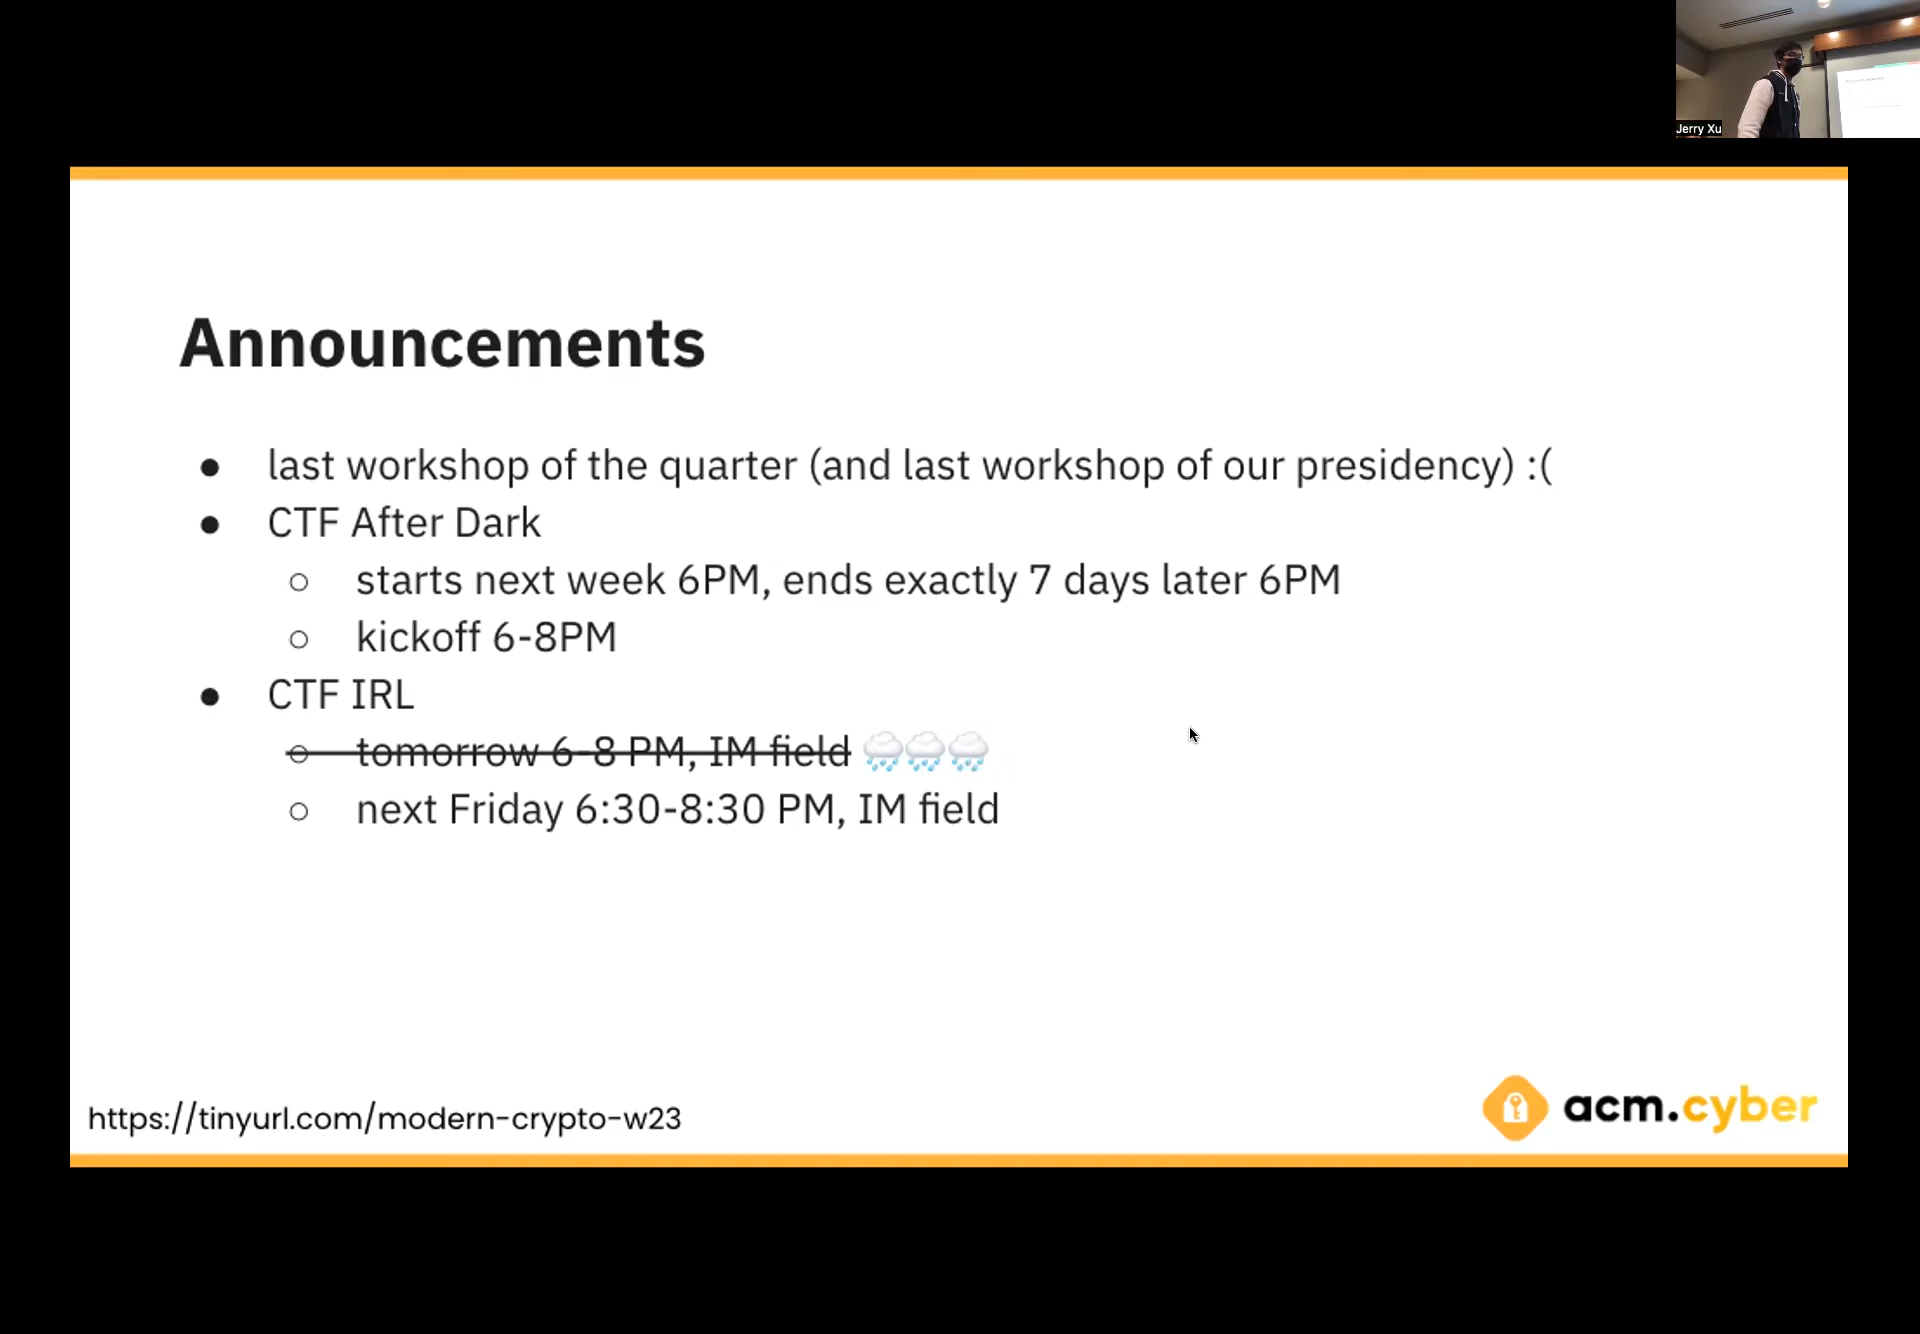 Jerry Xu
Announcements
● last workshop of the quarter (and last workshop of our presidency) :(
● CTF After Dark
○ starts next week 6PM, ends exactly 7 days later 6PM
○ kickoff 6-8PM
● CTF IRL
○ tomorrow 6-8 PM, IM field 🌧️🌧️🌧️
○ next Friday 6:30-8:30 PM, IM field
https://tinyurl.com/modern-crypto-w23
acm.cyber